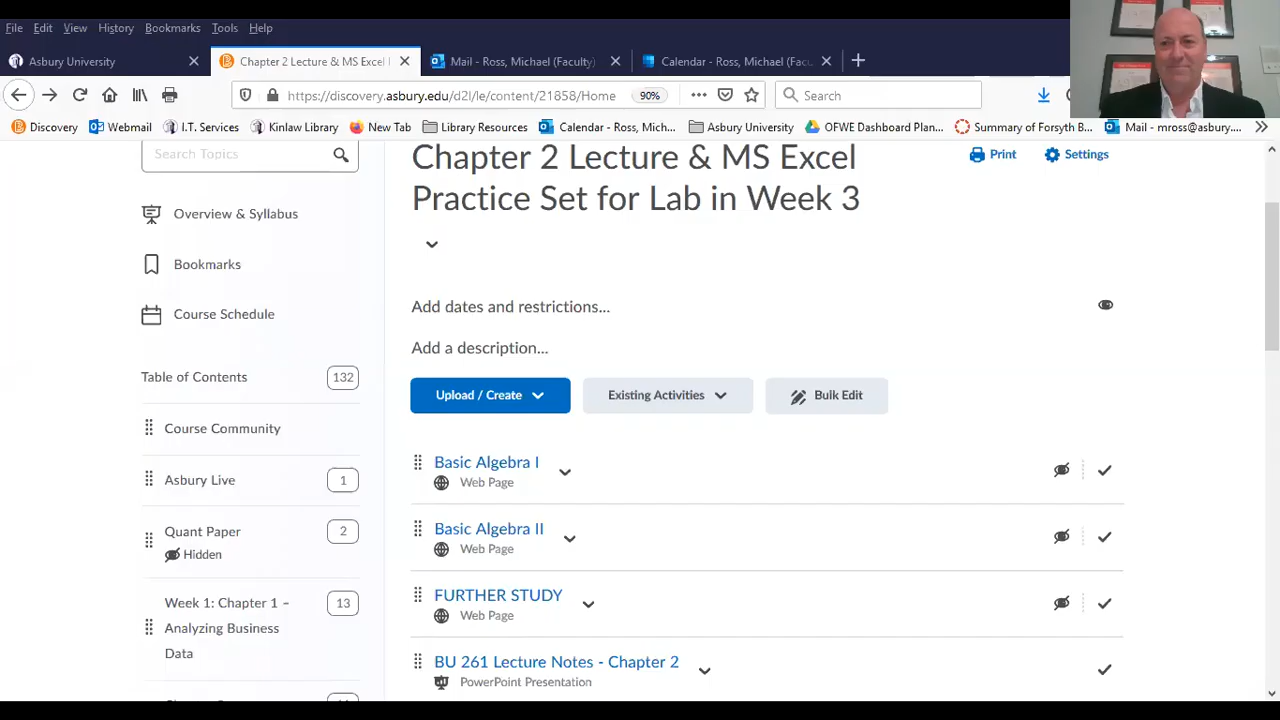 File Edit View History Bookmarks Tools Help
Asbury University
Chapter 2 Lecture & MS Excel
Mail - Ross, Michael (Faculty)
Calendar - Ross, Michael (Facu
https://discovery.asbury.edu/d2l/le/content/21858/Home
90%
Search
Discovery
Webmail
I.T. Services
Kinlaw Library
New Tab
Library Resources
Calendar - Ross, Mich...
Asbury University
OFWE Dashboard Plan...
Summary of Forsyth B...
Mail - mross@asbury....
Search Topics
Overview & Syllabus
Bookmarks
Course Schedule
Table of Contents 132
Course Community
Asbury Live 1
Quant Paper 2
Hidden
Week 1: Chapter 1 – 13
Analyzing Business
Data
Chapter 2 Lecture & MS Excel
Practice Set for Lab in Week 3
Print
Settings
Add dates and restrictions...
Add a description...
Upload / Create
Existing Activities
Bulk Edit
Basic Algebra I
Web Page
Basic Algebra II
Web Page
FURTHER STUDY
Web Page
BU 261 Lecture Notes - Chapter 2
PowerPoint Presentation